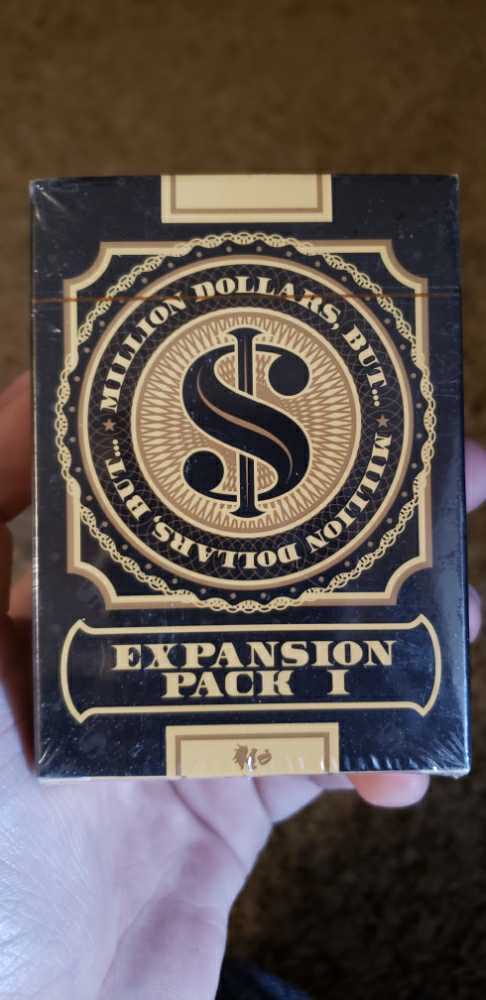 MILLION DOLLARS, BUT...
MILLION DOLLARS, BUT...
$
EXPANSION
PACK I